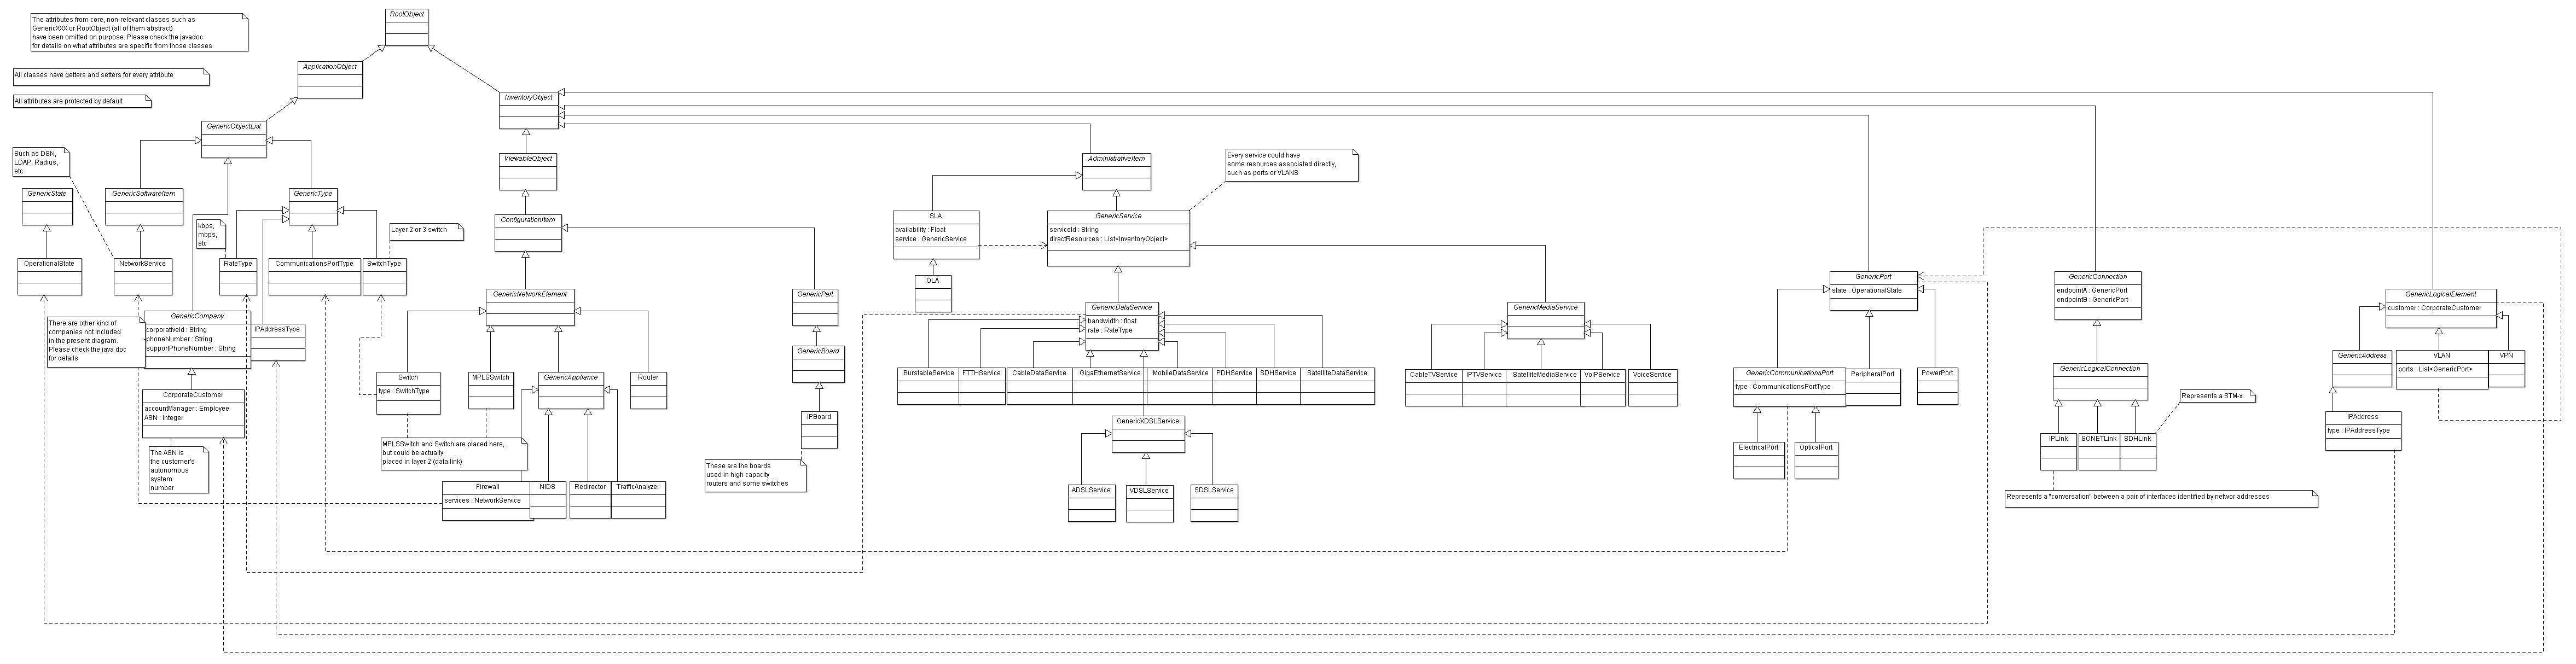 The attributes from core, non-relevant classes such as
GenericXXX or RootObject (all of them abstract)
have been omitted on purpose. Please check the javadoc
for details on what attributes are specific from those classes
All classes have getters and setters for every attribute
All attributes are protected by default
RootObject
ApplicationObject
InventoryObject
GenericObjectList
Such as DSN,
LDAP, Radius,
etc
ViewableObject
AdministrativeItem
Every service could have
some resources associated directly,
such as ports or VLANS
GenericState
GenericSoftwareItem
GenericType
kbps,
mbps,
etc
Layer 2 or 3 switch
ConfigurationItem
SLA
availability : Float
service : GenericService
GenericService
serviceId : String
directResources : List<InventoryObject>
OperationalState
NetworkService
RateType
CommunicationsPortType
SwitchType
OLA
GenericPort
state : OperationalState
GenericConnection
endpointA : GenericPort
endpointB : GenericPort
GenericNetworkElement
GenericPart
GenericDataService
bandwidth : float
rate : RateType
GenericMediaService
GenericLogicalElement
customer : CorporateCustomer
There are other kind of
companies not included
in the present diagram.
Please check the java doc
for details
GenericCompany
corporativeId : String
phoneNumber : String
supportPhoneNumber : String
IPAddressType
GenericBoard
GenericAddress
VLAN
ports : List<GenericPort>
VPN
Switch
type : SwitchType
MPLSSwitch
GenericAppliance
Router
BurstableService
FTTHService
CableDataService
GigaEthernetService
MobileDataService
PDHService
SDHService
SatelliteDataService
CableTVService
IPTVService
SatelliteMediaService
VoIPService
VoiceService
GenericCommunicationsPort
type : CommunicationsPortType
PeripheralPort
PowerPort
GenericLogicalConnection
Represents a STM-x
CorporateCustomer
accountManager : Employee
ASN : Integer
IPBoard
GenericXDSLService
IPAddress
type : IPAddressType
The ASN is
the customer's
autonomous
system
number
MPLSSwitch and Switch are placed here,
but could be actually
placed in layer 2 (data link)
ElectricalPort
OpticalPort
IPLink
SONETLink
SDHLink
These are the boards
used in high capacity
routers and some switches
Firewall
services : NetworkService
NIDS
Redirector
TrafficAnalyzer
ADSLService
VDSLService
SDSLService
Represents a "conversation" between a pair of interfaces identified by networ addresses